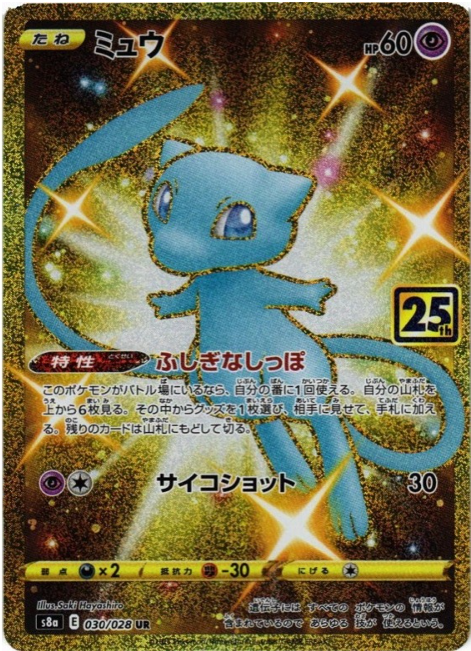 たね ミュウ HP60
25th
特性 とくせい ふしぎなしっぽ
このポケモンがバトル場にいるなら、自分の番に1回使える。自分の山札を
上から6枚見る。その中からグッズを1枚選び、相手に見せて、手札に加え
る。残りのカードは山札にもどして切る。
サイコショット 30
弱点 ×2 抵抗力 -30 にげる
Illus.Saki Hayashiro
s8a E 030/028 UR
遺伝子には すべての ポケモンの 情報が
含まれているので あらゆる 技が 使えるという。